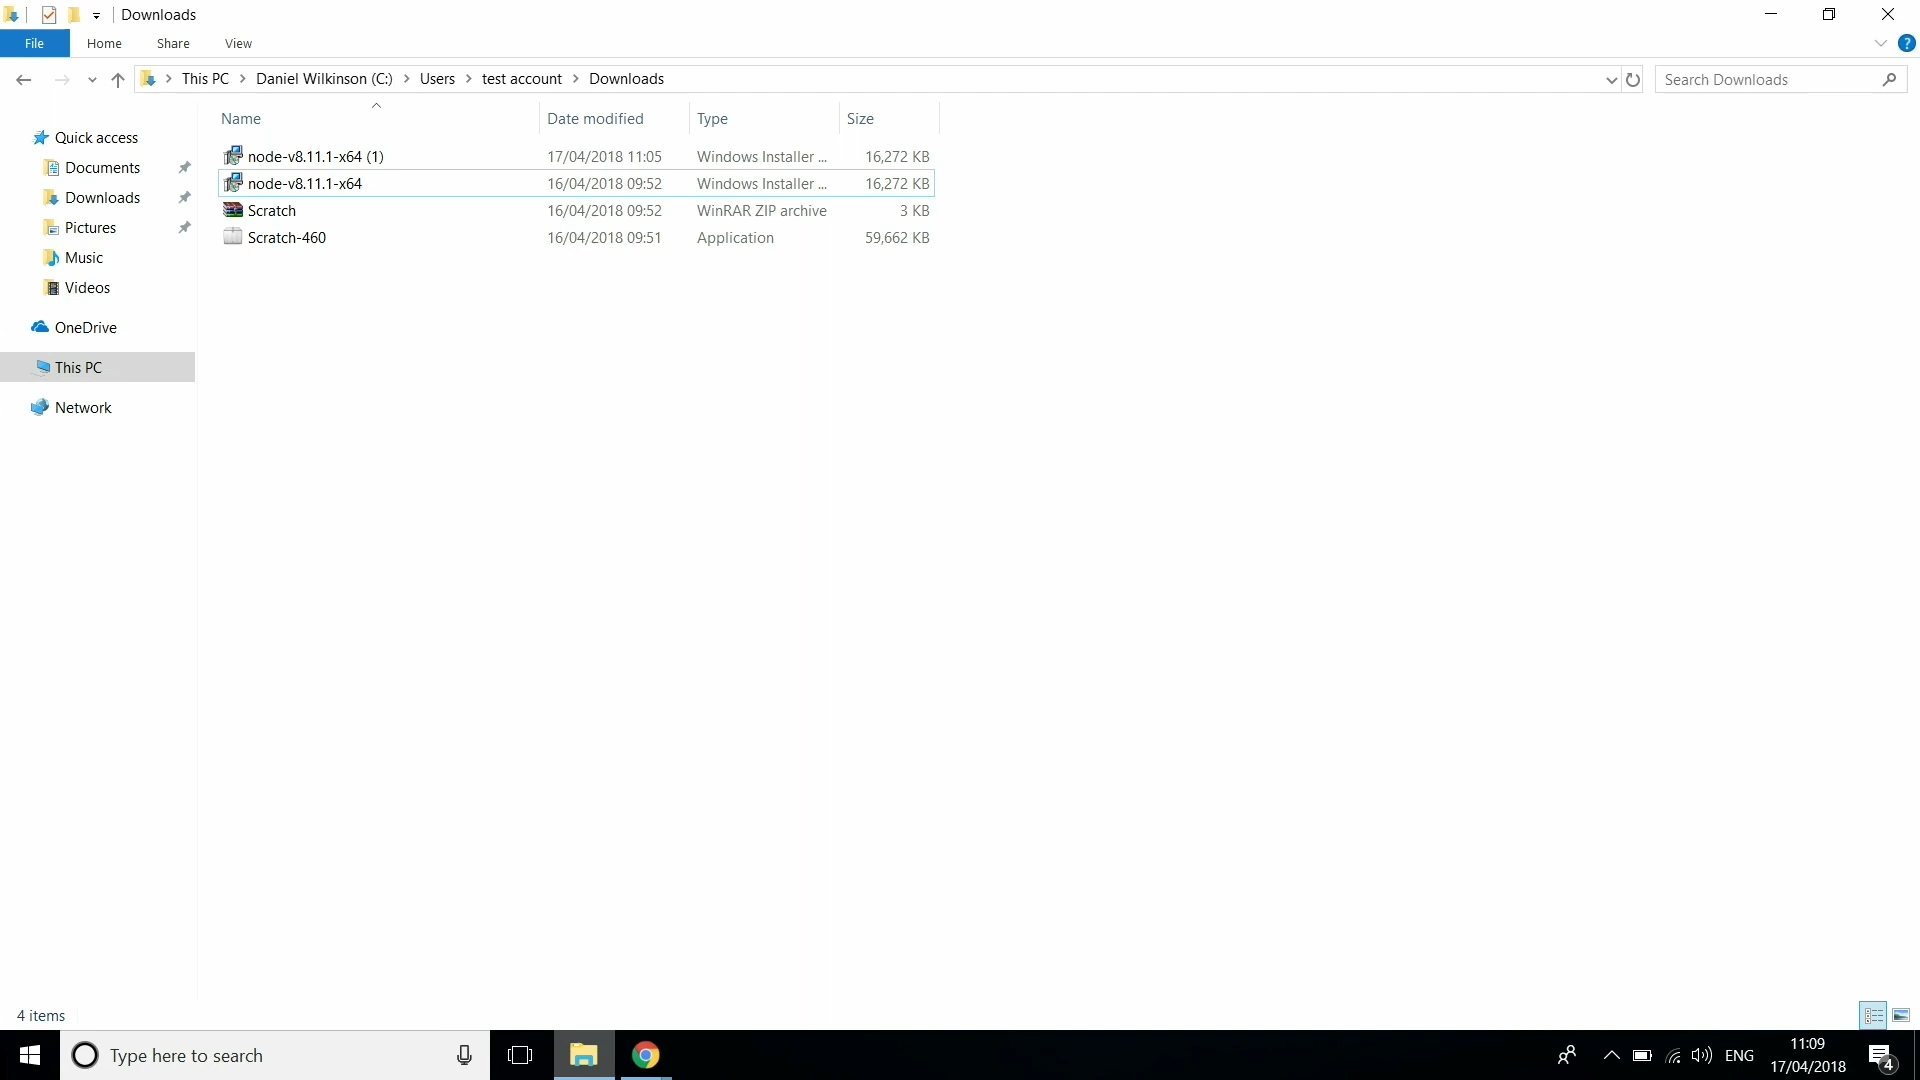 Downloads
File Home Share View
This PC Daniel Wilkinson (C:) Users test account Downloads Search Downloads
Name Date modified Type Size
Quick access
Documents
Downloads
Pictures
Music
Videos
OneDrive
This PC
Network
node-v8.11.1-x64 (1) 17/04/2018 11:05 Windows Installer ... 16,272 KB
node-v8.11.1-x64 16/04/2018 09:52 Windows Installer ... 16,272 KB
Scratch 16/04/2018 09:52 WinRAR ZIP archive 3 KB
Scratch-460 16/04/2018 09:51 Application 59,662 KB
4 items
Type here to search
ENG
11:09
17/04/2018
4